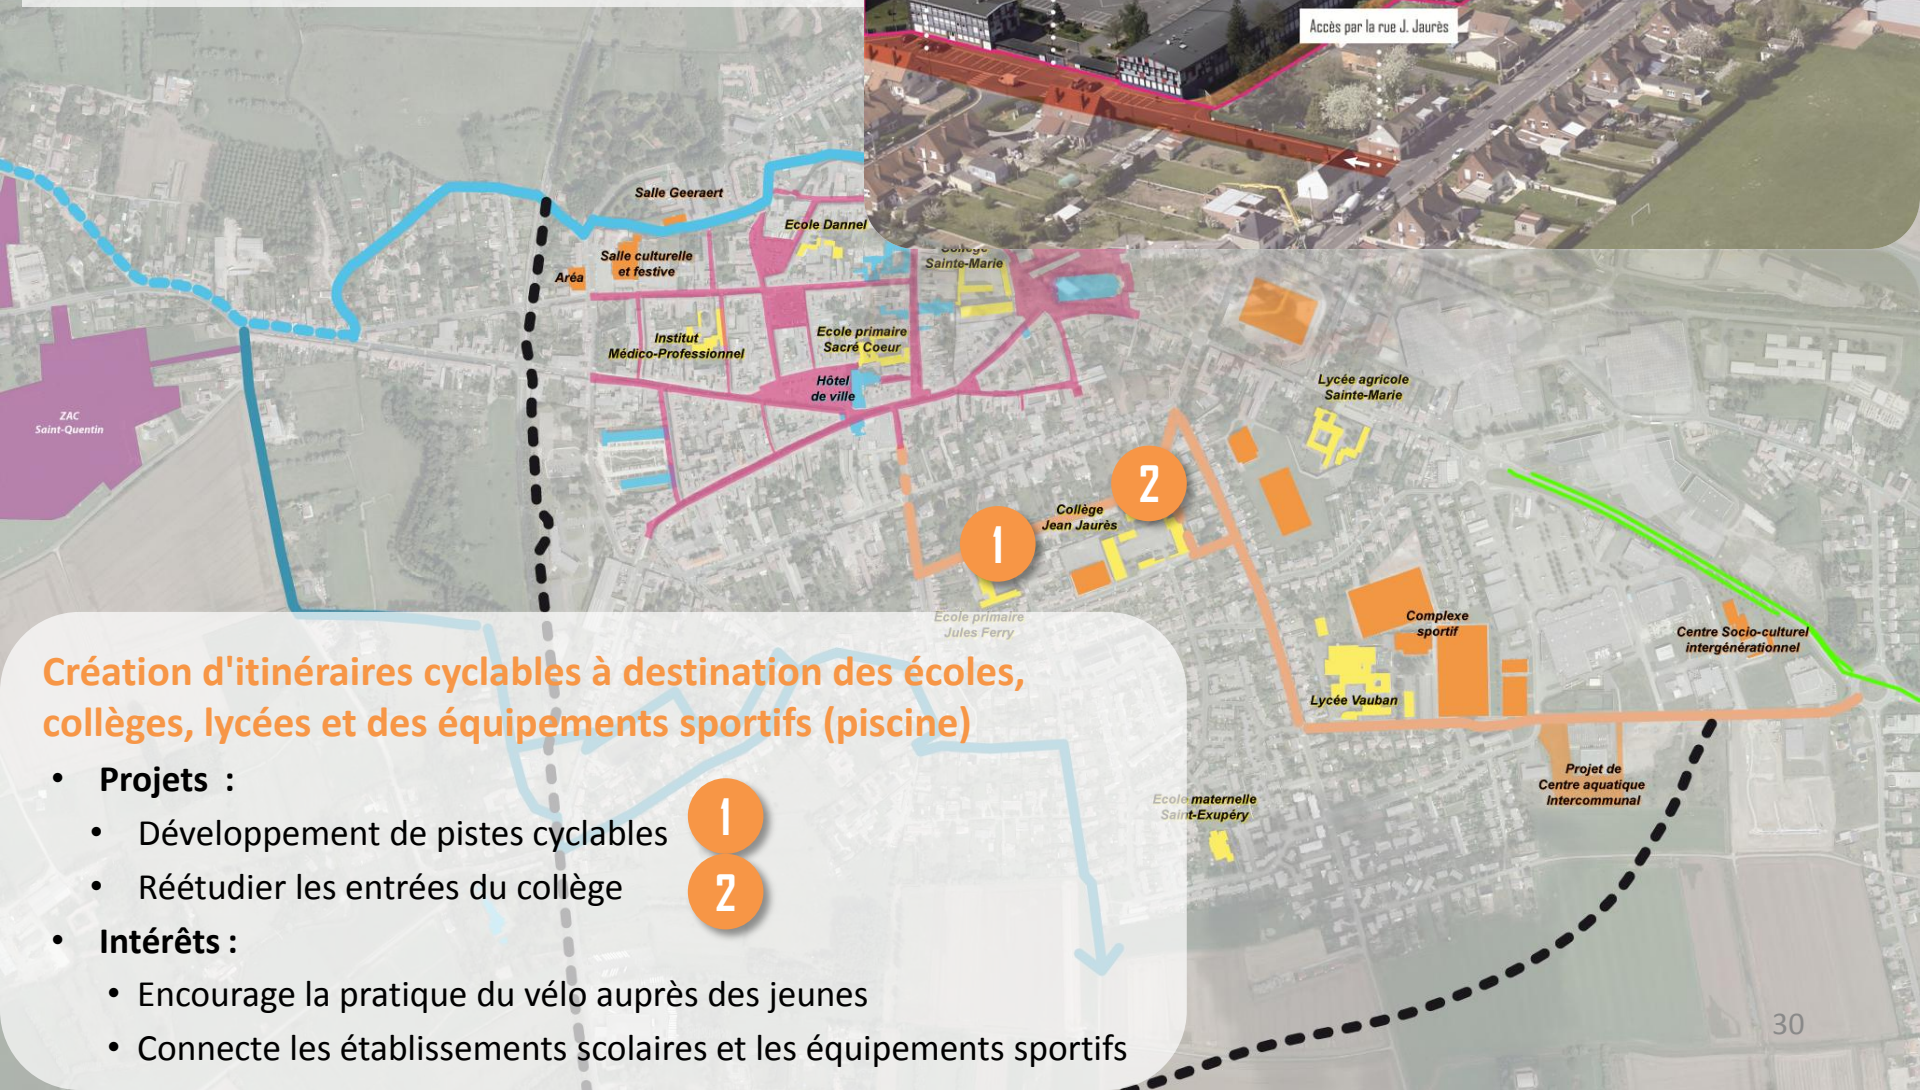 Accès par la rue J. Jaurès
Salle Geeraert
Ecole Dannel
Salle culturelle
et festive
Aréa
Collège
Sainte-Marie
Institut
Médico-Professionnel
Ecole primaire
Sacré Coeur
Hôtel
de ville
Lycée agricole
Sainte-Marie
ZAC
Saint-Quentin
2
Collège
Jean Jaurès
1
Ecole primaire
Jules Ferry
Complexe
sportif
Centre Socio-culturel
intergénérationnel
Lycée Vauban
Projet de
Centre aquatique
Intercommunal
Ecole maternelle
Saint-Exupéry
Création d'itinéraires cyclables à destination des écoles,
collèges, lycées et des équipements sportifs (piscine)
• Projets :
• Développement de pistes cyclables 1
• Réétudier les entrées du collège 2
• Intérêts :
• Encourage la pratique du vélo auprès des jeunes
• Connecte les établissements scolaires et les équipements sportifs
30